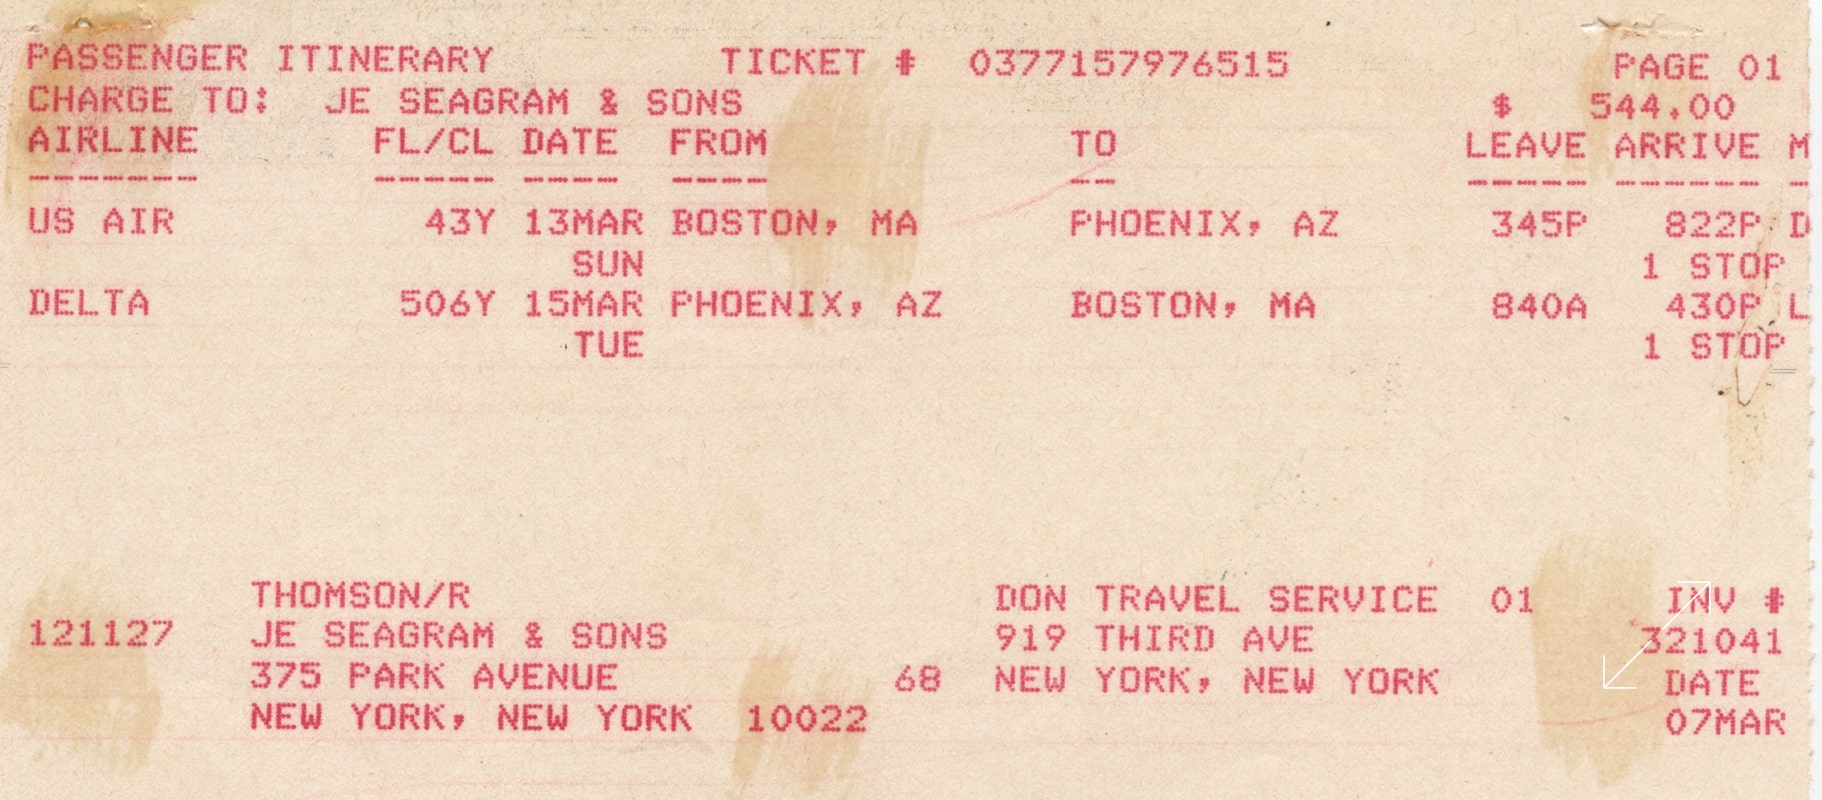 PASSENGER ITINERARY TICKET # 0377157976515 PAGE 01
CHARGE TO: JE SEAGRAM & SONS $ 544.00
AIRLINE FL/CL DATE FROM TO LEAVE ARRIVE M
------- ----- ---- ---- -- ----- ------ -
US AIR 43Y 13MAR BOSTON, MA PHOENIX, AZ 345P 822P D
SUN 1 STOP
DELTA 506Y 15MAR PHOENIX, AZ BOSTON, MA 840A 430P L
TUE 1 STOP
THOMSON/R DON TRAVEL SERVICE 01 INV #
121127 JE SEAGRAM & SONS 919 THIRD AVE 321041
375 PARK AVENUE 68 NEW YORK, NEW YORK DATE
NEW YORK, NEW YORK 10022 07MAR